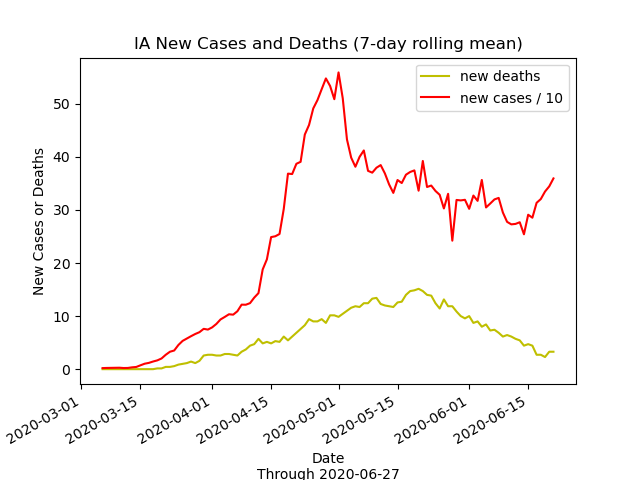 IA New Cases and Deaths (7-day rolling mean)
new deaths
new cases / 10
New Cases or Deaths
50
40
30
20
10
0
2020-03-01
2020-03-15
2020-04-01
2020-04-15
2020-05-01
2020-05-15
2020-06-01
2020-06-15
Date
Through 2020-06-27